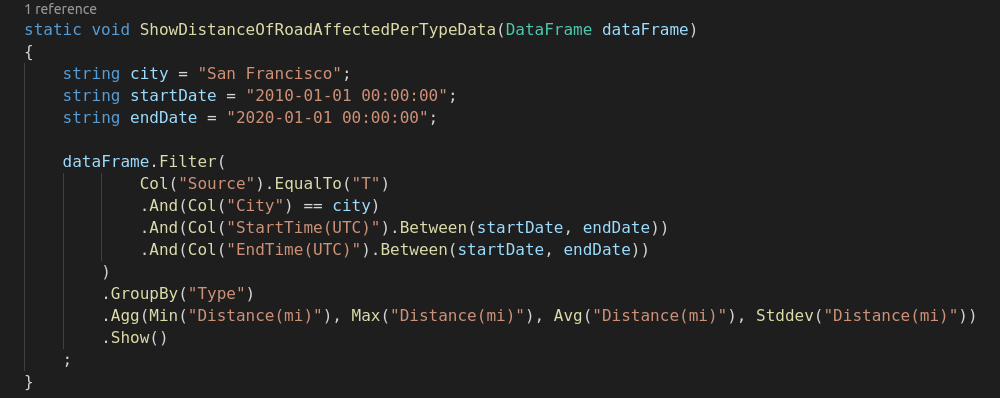 1 reference
static void ShowDistanceOfRoadAffectedPerTypeData(DataFrame dataFrame)
{
    string city = "San Francisco";
    string startDate = "2010-01-01 00:00:00";
    string endDate = "2020-01-01 00:00:00";

    dataFrame.Filter(
            Col("Source").EqualTo("T")
            .And(Col("City") == city)
            .And(Col("StartTime(UTC)").Between(startDate, endDate))
            .And(Col("EndTime(UTC)").Between(startDate, endDate))
        )
        .GroupBy("Type")
        .Agg(Min("Distance(mi)"), Max("Distance(mi)"), Avg("Distance(mi)"), Stddev("Distance(mi)"))
        .Show()
    ;
}